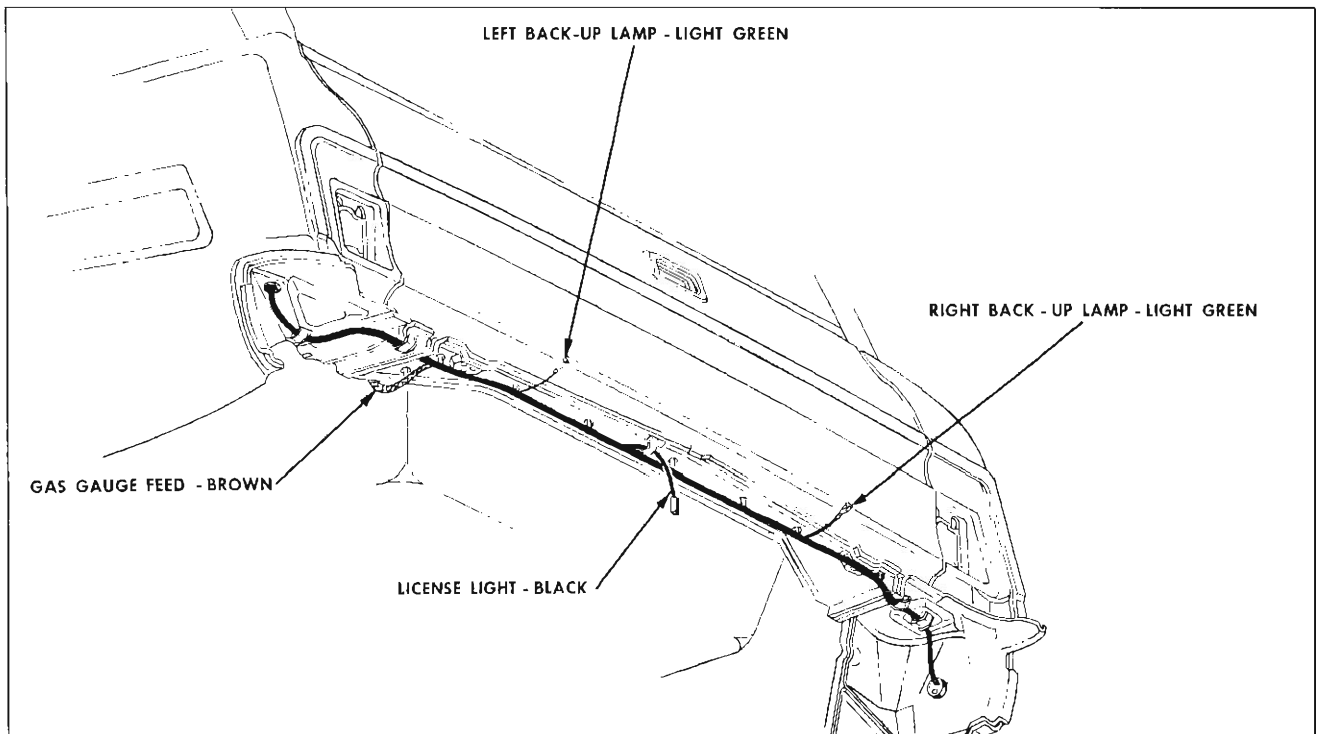 LEFT BACK-UP LAMP - LIGHT GREEN
RIGHT BACK - UP LAMP - LIGHT GREEN
GAS GAUGE FEED - BROWN
LICENSE LIGHT - BLACK